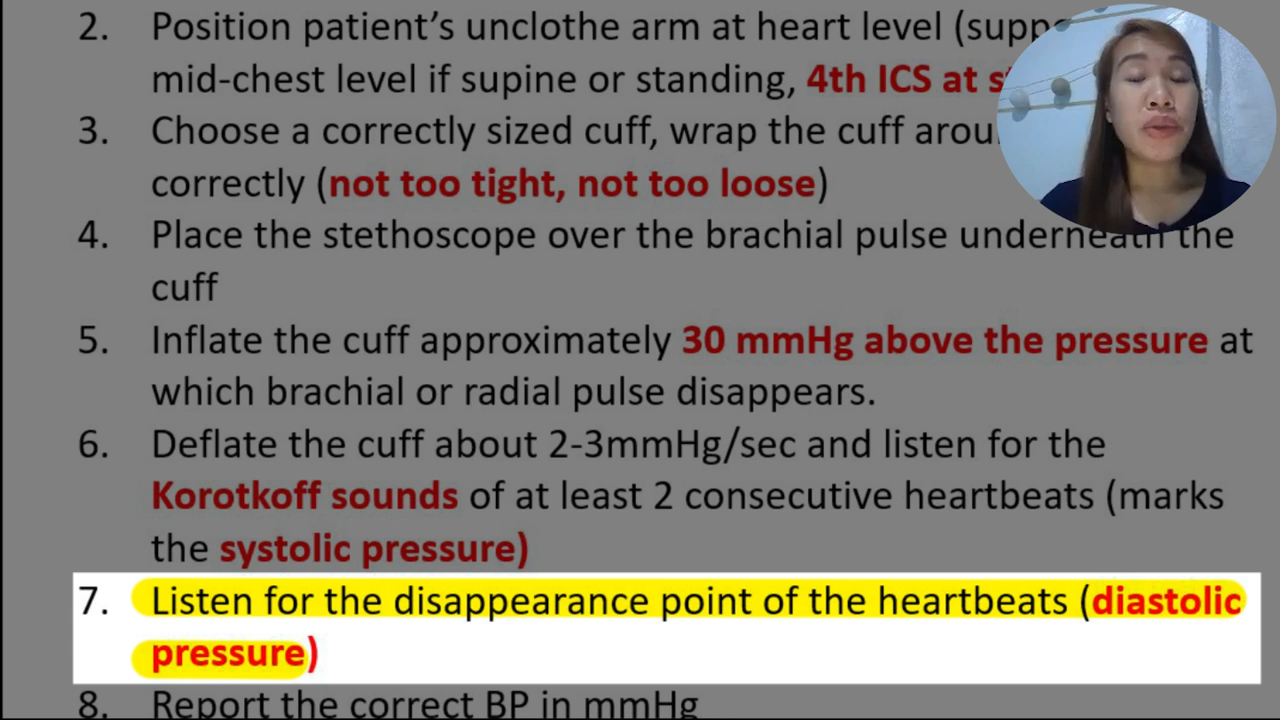 2. Position patient's unclothe arm at heart level
mid-chest level if supine or standing, 4th ICS at
3. Choose a correctly sized cuff, wrap the cuff
correctly (not too tight, not too loose)
4. Place the stethoscope over the brachial pulse underneath the
cuff
5. Inflate the cuff approximately 30 mmHg above the pressure at
which brachial or radial pulse disappears.
6. Deflate the cuff about 2-3mmHg/sec and listen for the
Korotkoff sounds of at least 2 consecutive heartbeats (marks
the systolic pressure)
7. Listen for the disappearance point of the heartbeats (diastolic
pressure)
8. Report the correct BP in mmHg